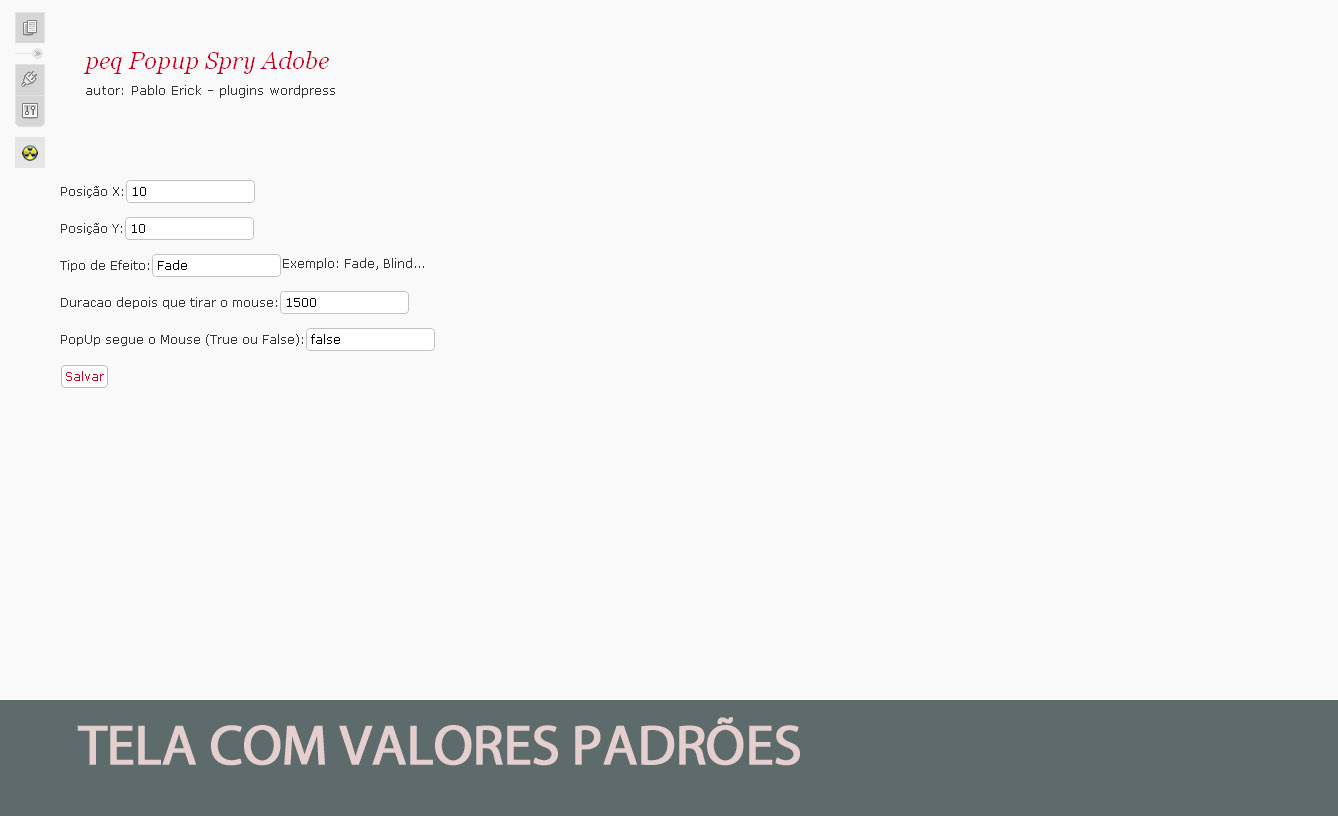 peq Popup Spry Adobe
autor: Pablo Erick - plugins wordpress
Posição X: 10
Posição Y: 10
Tipo de Efeito: Fade Exemplo: Fade, Blind...
Duracao depois que tirar o mouse: 1500
PopUp segue o Mouse (True ou False): false
Salvar
TELA COM VALORES PADRÕES